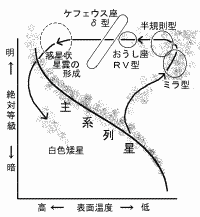 ケフェウス座
δ型
半規則型
おうし座
RV型
ミラ型
惑星状
星雲の
形成
主系列星
白色矮星
明
↑
絶対等級
↓
暗
高 ← 表面温度 → 低